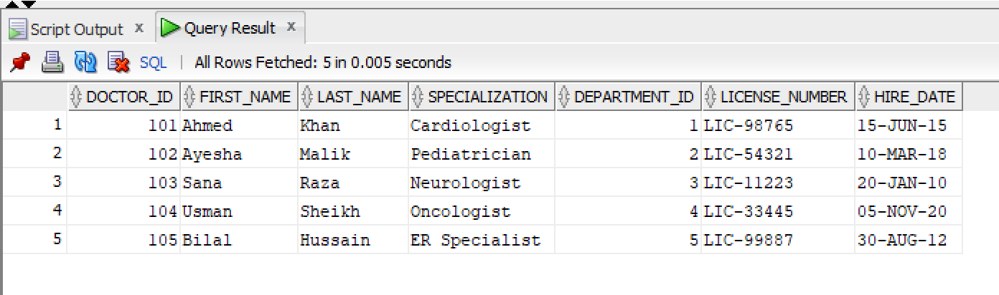 Script Output x Query Result x
SQL | All Rows Fetched: 5 in 0.005 seconds
DOCTOR_ID FIRST_NAME LAST_NAME SPECIALIZATION DEPARTMENT_ID LICENSE_NUMBER HIRE_DATE
1 101 Ahmed Khan Cardiologist 1 LIC-98765 15-JUN-15
2 102 Ayesha Malik Pediatrician 2 LIC-54321 10-MAR-18
3 103 Sana Raza Neurologist 3 LIC-11223 20-JAN-10
4 104 Usman Sheikh Oncologist 4 LIC-33445 05-NOV-20
5 105 Bilal Hussain ER Specialist 5 LIC-99887 30-AUG-12